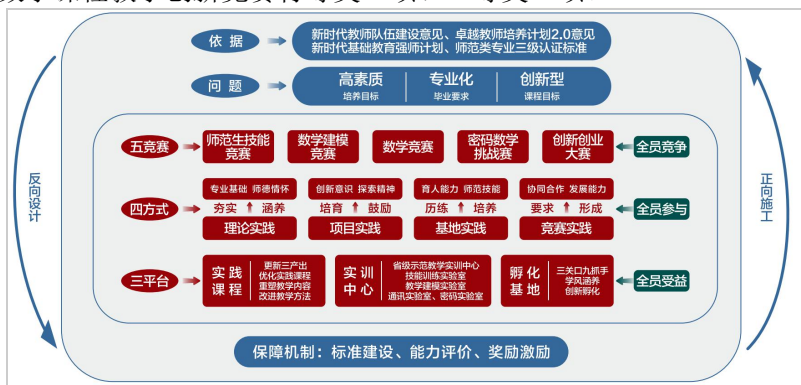 依 据
新时代教师队伍建设意见、卓越教师培养计划2.0意见
新时代基础教育强师计划、师范类专业三级认证标准
问 题
高素质 专业化 创新型
培养目标 毕业要求 课程目标
五竞赛
师范生技能
竞赛
数学建模
竞赛
数学竞赛
密码数学
挑战赛
创新创业
大赛
全员竞争
反向设计
正向施工
四方式
专业基础 师德情怀
夯实 涵养
理论实践
创新意识 探索精神
培育 鼓励
项目实践
育人能力 师范技能
历练 培养
基地实践
协同合作 发展能力
要求 形成
竞赛实践
全员参与
三平台
实践
课程
更新三产出
优化实践课程
重塑教学内容
改进教学方法
实训
中心
省级示范教学实训中心
技能训练实验室
教学建模实验室
通讯实验室、密码实验室
孵化
基地
三关口九抓手
学风涵养
创新孵化
全员受益
保障机制：标准建设、能力评价、奖励激励